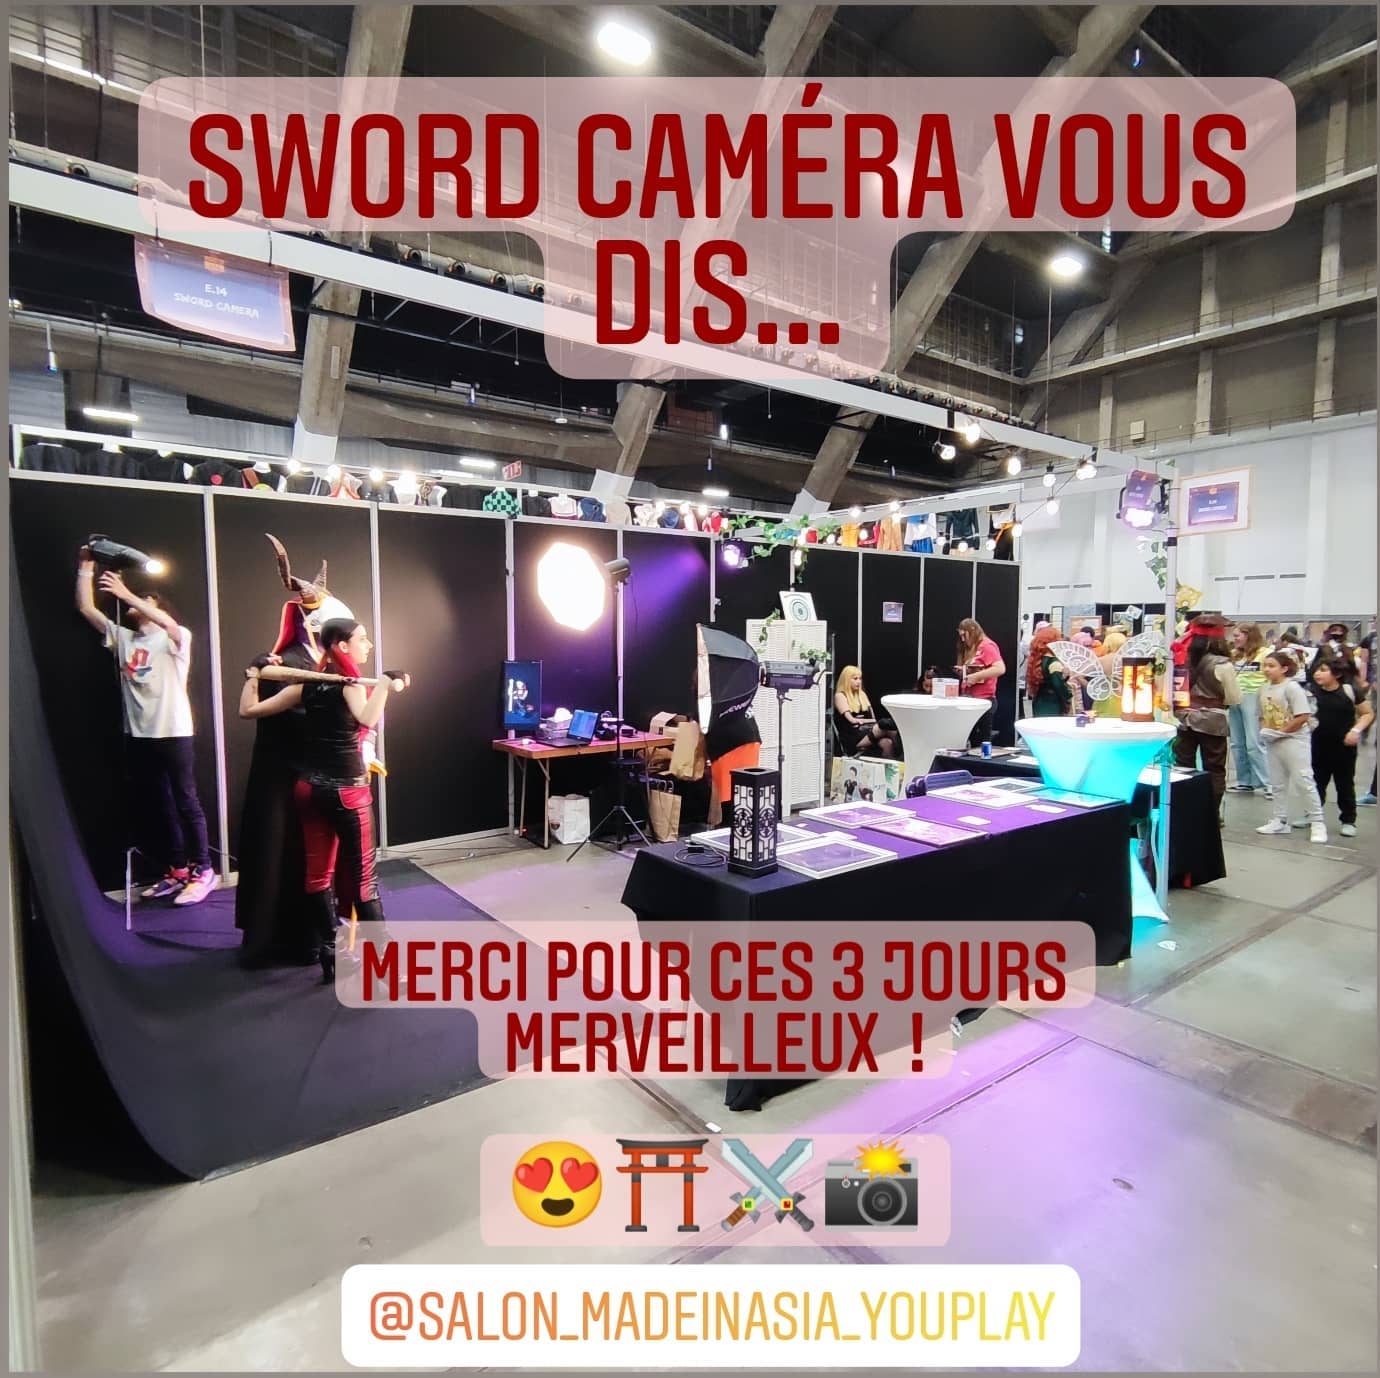 SWORD CAMÉRA VOUS
DIS...
E.14
SWORD CAMERA
MERCI POUR CES 3 JOURS
MERVEILLEUX !
@SALON_MADEINASIA_YOUPLAY